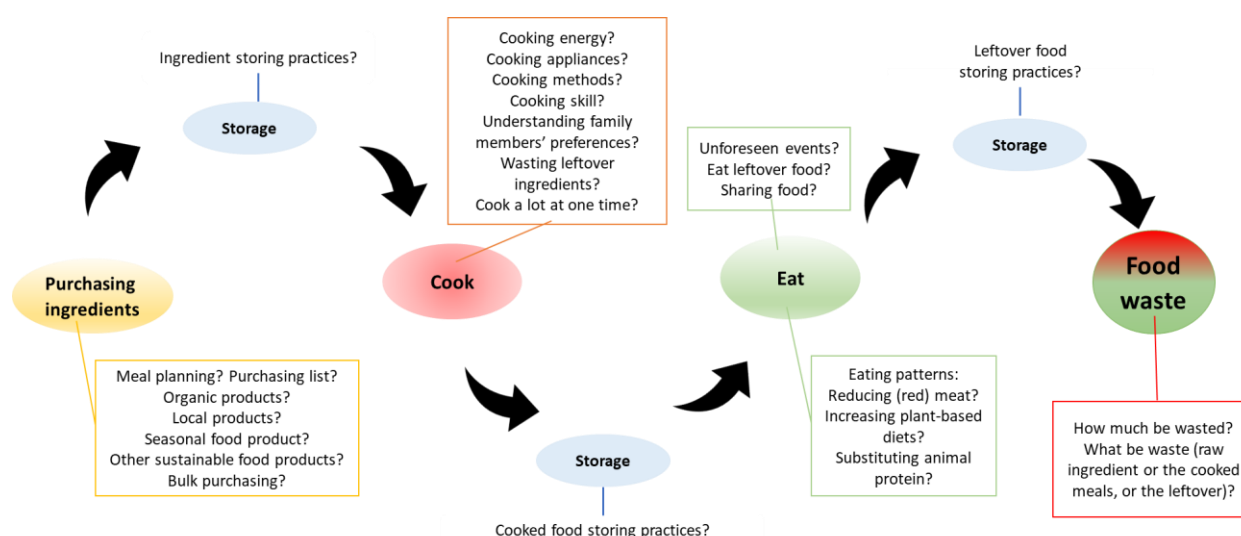 Ingredient storing practices?
Storage
Cooking energy?
Cooking appliances?
Cooking methods?
Cooking skill?
Understanding family
members' preferences?
Wasting leftover
ingredients?
Cook a lot at one time?
Leftover food
storing practices?
Storage
Unforeseen events?
Eat leftover food?
Sharing food?
Purchasing
ingredients
Cook
Eat
Food
waste
Meal planning? Purchasing list?
Organic products?
Local products?
Seasonal food product?
Other sustainable food products?
Bulk purchasing?
Storage
Cooked food storing practices?
Eating patterns:
Reducing (red) meat?
Increasing plant-based
diets?
Substituting animal
protein?
How much be wasted?
What be waste (raw
ingredient or the cooked
meals, or the leftover)?